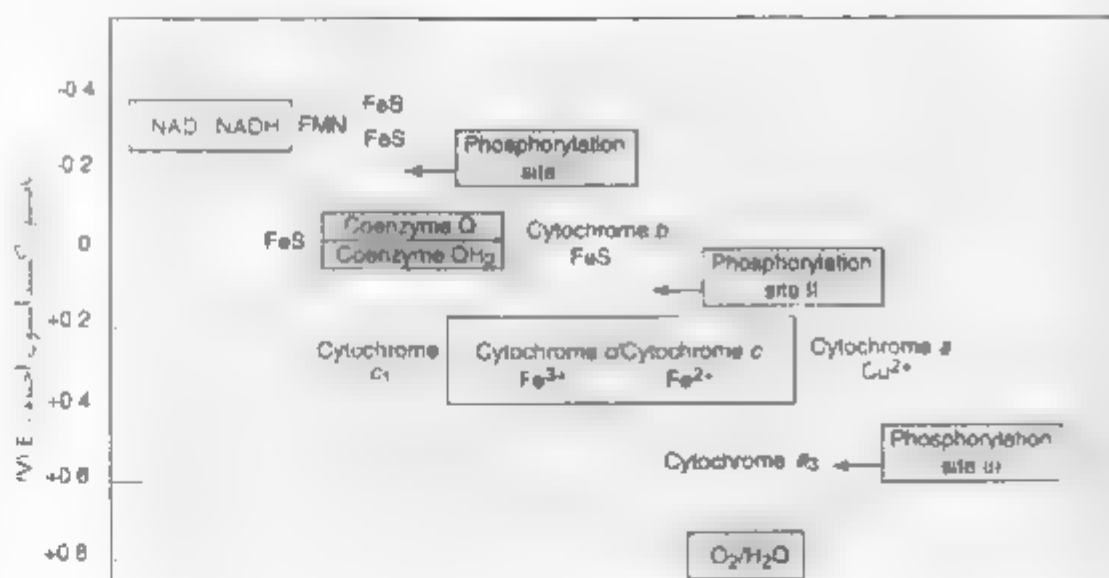 -0 4
FeS
NAD NADH FMN
FeS
Phosphorylation
site
-0 2
0
FeS
Coenzyme Q
Coenzyme QH2
Cytochrome b
FeS
Phosphorylation
site II
+0 2
Cytochrome
c1
Cytochrome c/Cytochrome c
Fe3+ Fe2+
Cytochrome a
Cu2+
+0 4
Cytochrome a3
Phosphorylation
site III
+0 6
O2/H2O
+0 8